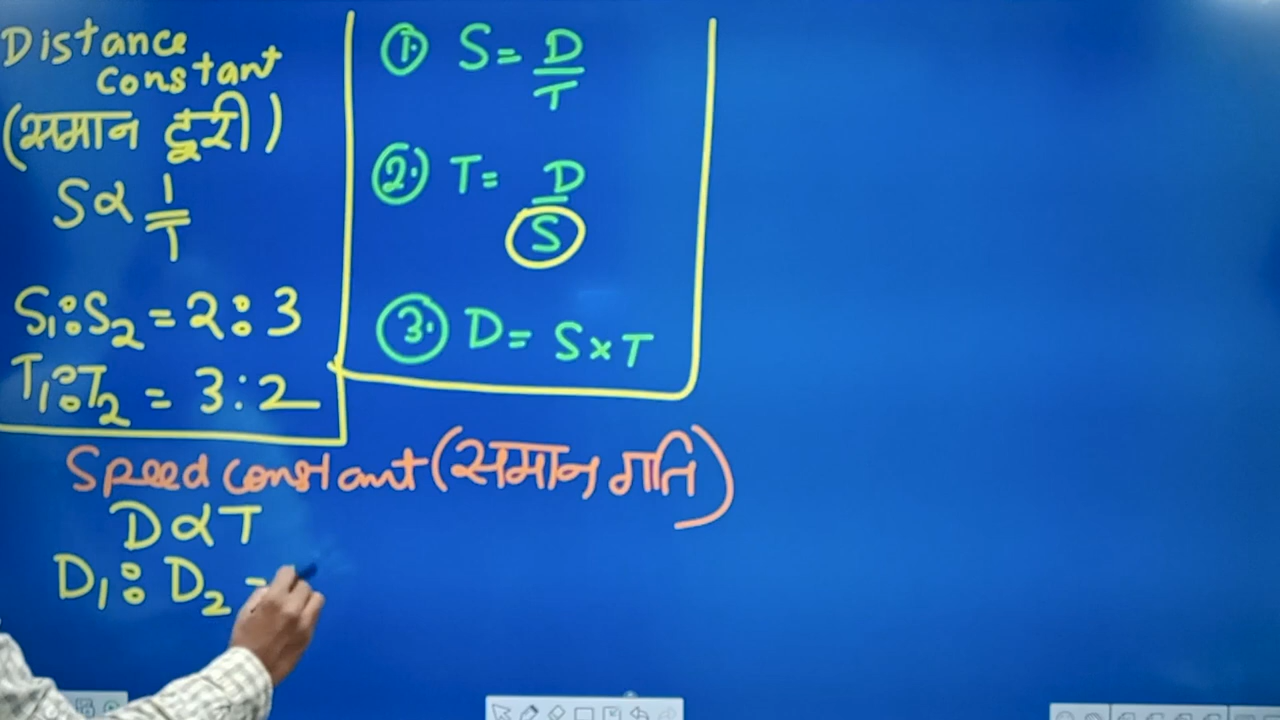 Distance
constant
(समान दूरी)
S∝ 1/T
S₁:S₂ = 2:3
T₁:T₂ = 3:2
①. S= D/T
②. T= D/S
③. D= S×T
Speed constant (समान गति)
D∝T
D₁:D₂ =